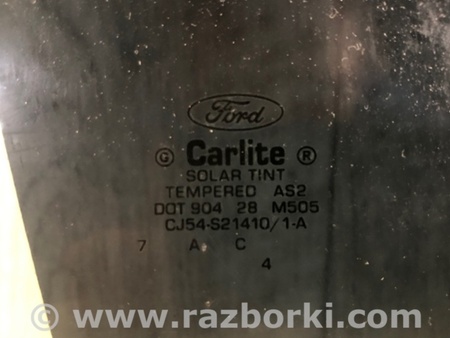 Ford
G Carlite ®
SOLAR TINT
TEMPERED AS2
DOT 904 28 M505
CJ54-S21410/1-A
7 A C
4
www.razborki.com